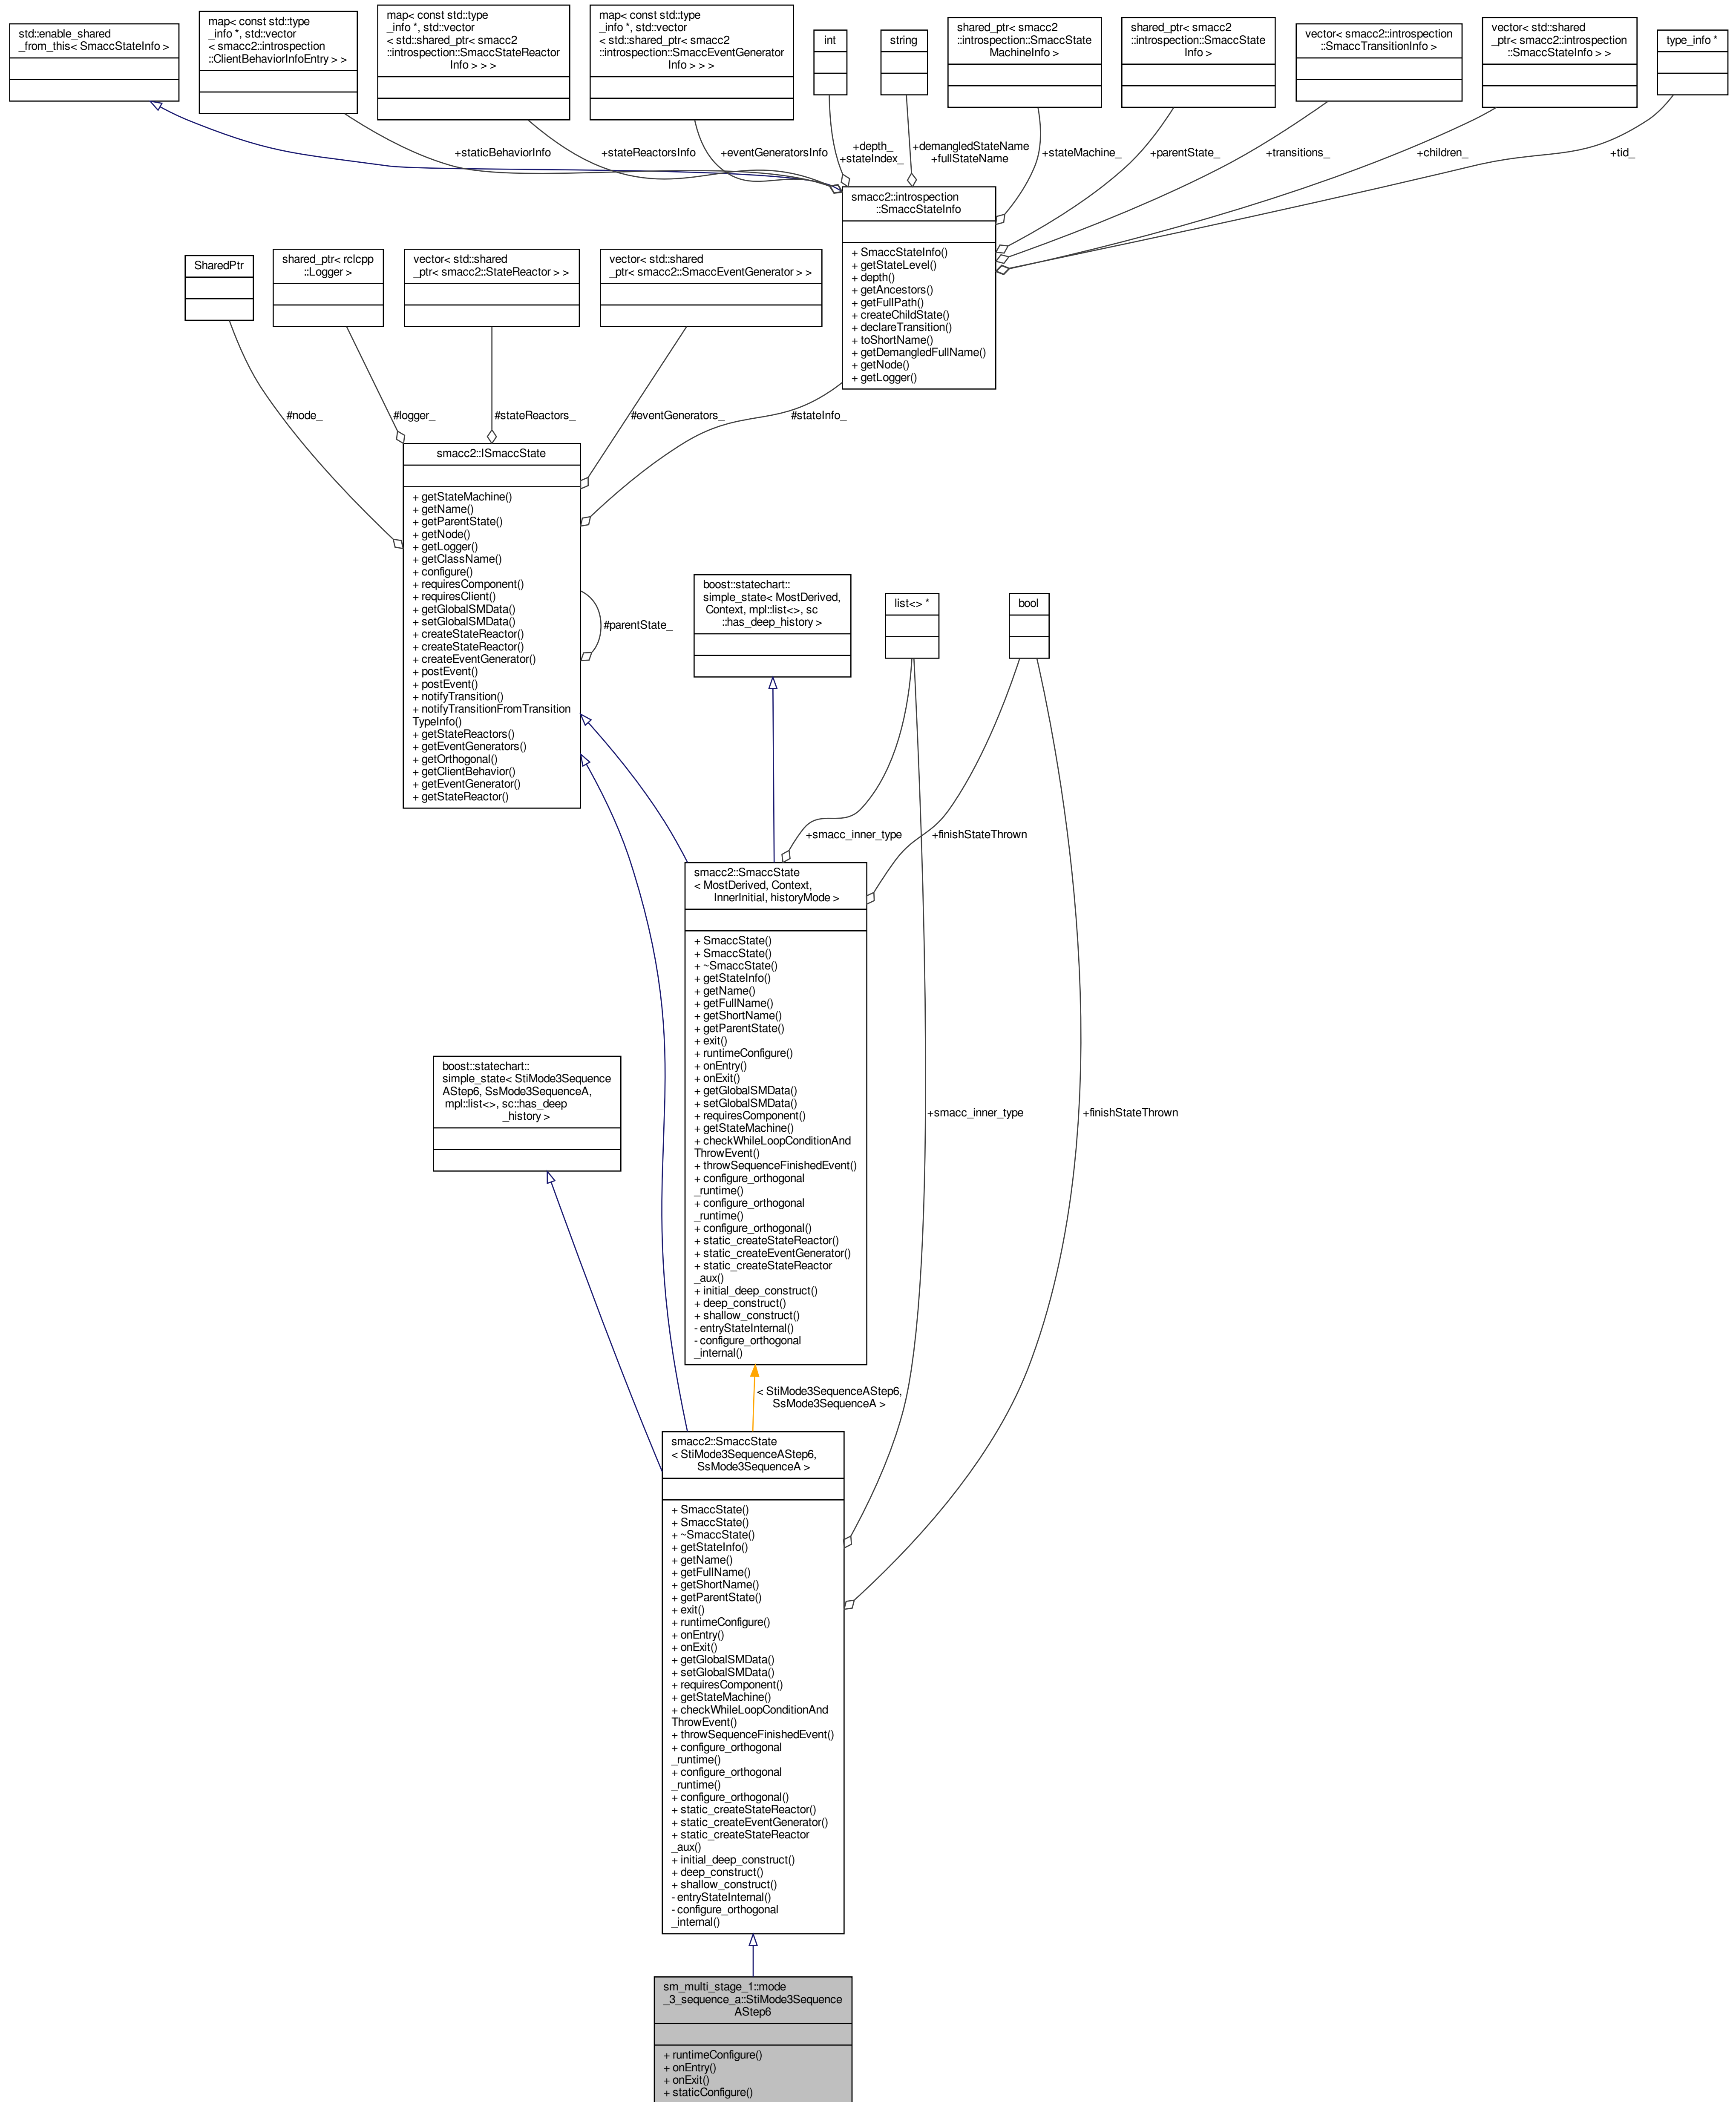 std::enable_shared
_from_this< SmaccStateInfo >
map< const std::type
_info *, std::vector
< smacc2::introspection
::ClientBehaviorInfoEntry > >
map< const std::type
_info *, std::vector
< std::shared_ptr< smacc2
::introspection::SmaccStateReactor
Info > > >
map< const std::type
_info *, std::vector
< std::shared_ptr< smacc2
::introspection::SmaccEventGenerator
Info > > >
int
string
shared_ptr< smacc2
::introspection::SmaccState
MachineInfo >
shared_ptr< smacc2
::introspection::SmaccState
Info >
vector< smacc2::introspection
::SmaccTransitionInfo >
vector< std::shared
_ptr< smacc2::introspection
::SmaccStateInfo > >
type_info *
+staticBehaviorInfo
+stateReactorsInfo
+eventGeneratorsInfo
+depth_
+stateIndex_
+demangledStateName
+fullStateName
+stateMachine_
+parentState_
+transitions_
+children_
+tid_
smacc2::introspection
::SmaccStateInfo
+ SmaccStateInfo()
+ getStateLevel()
+ depth()
+ getAncestors()
+ getFullPath()
+ createChildState()
+ declareTransition()
+ toShortName()
+ getDemangledFullName()
+ getNode()
+ getLogger()
SharedPtr
shared_ptr< rclcpp
::Logger >
vector< std::shared
_ptr< smacc2::StateReactor > >
vector< std::shared
_ptr< smacc2::SmaccEventGenerator > >
#node_
#logger_
#stateReactors_
#eventGenerators_
#stateInfo_
smacc2::ISmaccState
+ getStateMachine()
+ getName()
+ getParentState()
+ getNode()
+ getLogger()
+ getClassName()
+ configure()
+ requiresComponent()
+ requiresClient()
+ getGlobalSMData()
+ setGlobalSMData()
+ createStateReactor()
+ createStateReactor()
+ createEventGenerator()
+ postEvent()
+ postEvent()
+ notifyTransition()
+ notifyTransitionFromTransition
TypeInfo()
+ getStateReactors()
+ getEventGenerators()
+ getOrthogonal()
+ getClientBehavior()
+ getEventGenerator()
+ getStateReactor()
#parentState_
boost::statechart::
simple_state< MostDerived,
Context, mpl::list<>, sc
::has_deep_history >
list<> *
bool
+smacc_inner_type
+finishStateThrown
smacc2::SmaccState
< MostDerived, Context,
InnerInitial, historyMode >
+ SmaccState()
+ SmaccState()
+ ~SmaccState()
+ getStateInfo()
+ getName()
+ getFullName()
+ getShortName()
+ getParentState()
+ exit()
+ runtimeConfigure()
+ onEntry()
+ onExit()
+ getGlobalSMData()
+ setGlobalSMData()
+ requiresComponent()
+ getStateMachine()
+ checkWhileLoopConditionAnd
ThrowEvent()
+ throwSequenceFinishedEvent()
+ configure_orthogonal
_runtime()
+ configure_orthogonal
_runtime()
+ configure_orthogonal()
+ static_createStateReactor()
+ static_createEventGenerator()
+ static_createStateReactor
_aux()
+ initial_deep_construct()
+ deep_construct()
+ shallow_construct()
- entryStateInternal()
- configure_orthogonal
_internal()
boost::statechart::
simple_state< StiMode3Sequence
AStep6, SsMode3SequenceA,
mpl::list<>, sc::has_deep
_history >
+smacc_inner_type
+finishStateThrown
< StiMode3SequenceAStep6,
SsMode3SequenceA >
smacc2::SmaccState
< StiMode3SequenceAStep6,
SsMode3SequenceA >
+ SmaccState()
+ SmaccState()
+ ~SmaccState()
+ getStateInfo()
+ getName()
+ getFullName()
+ getShortName()
+ getParentState()
+ exit()
+ runtimeConfigure()
+ onEntry()
+ onExit()
+ getGlobalSMData()
+ setGlobalSMData()
+ requiresComponent()
+ getStateMachine()
+ checkWhileLoopConditionAnd
ThrowEvent()
+ throwSequenceFinishedEvent()
+ configure_orthogonal
_runtime()
+ configure_orthogonal
_runtime()
+ configure_orthogonal()
+ static_createStateReactor()
+ static_createEventGenerator()
+ static_createStateReactor
_aux()
+ initial_deep_construct()
+ deep_construct()
+ shallow_construct()
- entryStateInternal()
- configure_orthogonal
_internal()
sm_multi_stage_1::mode
_3_sequence_a::StiMode3Sequence
AStep6
+ runtimeConfigure()
+ onEntry()
+ onExit()
+ staticConfigure()